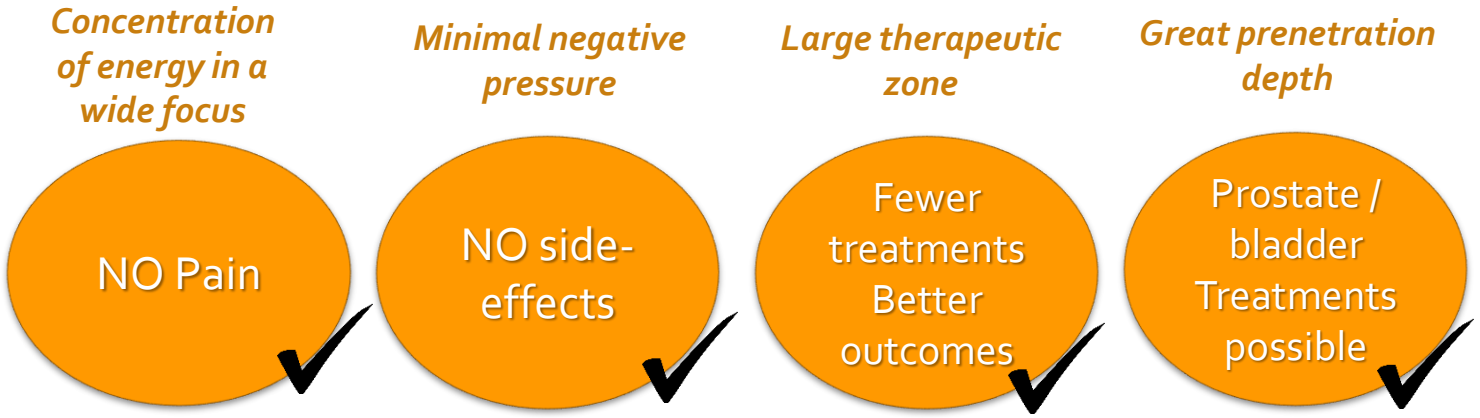 Concentration
of energy in a
wide focus
NO Pain
Minimal negative
pressure
NO side-
effects
Large therapeutic
zone
Fewer
treatments
Better
outcomes
Great prenetration
depth
Prostate /
bladder
Treatments
possible